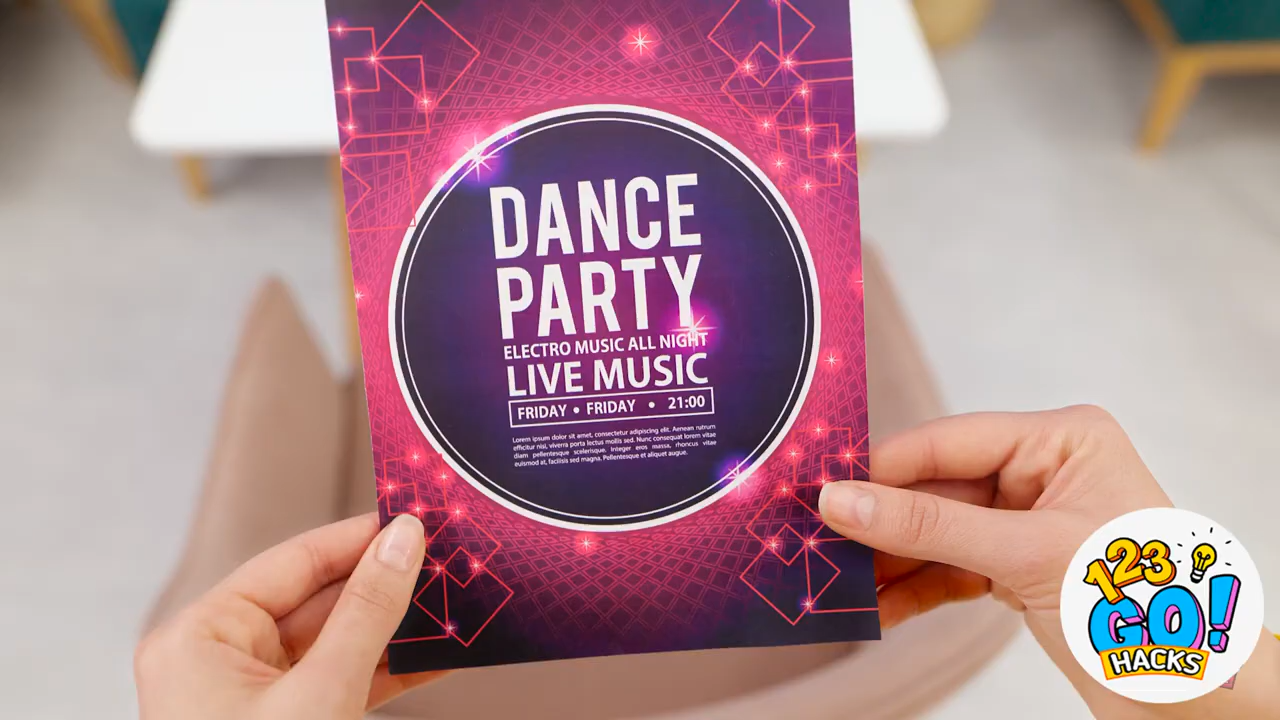 DANCE
PARTY
ELECTRO MUSIC ALL NIGHT
LIVE MUSIC
FRIDAY • FRIDAY • 21:00
Lorem ipsum dolor sit amet, consectetur adipiscing elit. Aenean rutrum
efficitur nisl, viverra porta lectus mollis sed. Nunc consequat lorem vitae
diam pellentesque scelerisque. Integer eros massa, rhoncus vitae
euismod at, facilisis sed magna. Pellentesque et aliquet augue.
123
GO!
HACKS